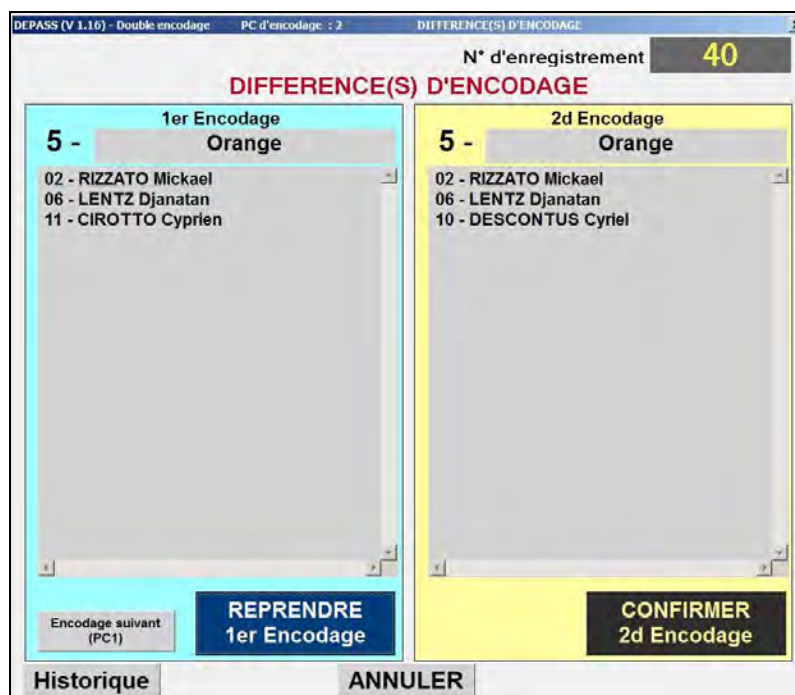 DEPASS (V 1.16) - Double encodage PC d'encodage : 2 DIFFERENCE(S) D'ENCODAGE
N° d'enregistrement 40
DIFFERENCE(S) D'ENCODAGE
1er Encodage
5 - Orange
02 - RIZZATO Mickael
06 - LENTZ Djanatan
11 - CIROTTO Cyprien
Encodage suivant
(PC1)
REPRENDRE
1er Encodage
2d Encodage
5 - Orange
02 - RIZZATO Mickael
06 - LENTZ Djanatan
10 - DESCONTUS Cyriel
CONFIRMER
2d Encodage
Historique
ANNULER